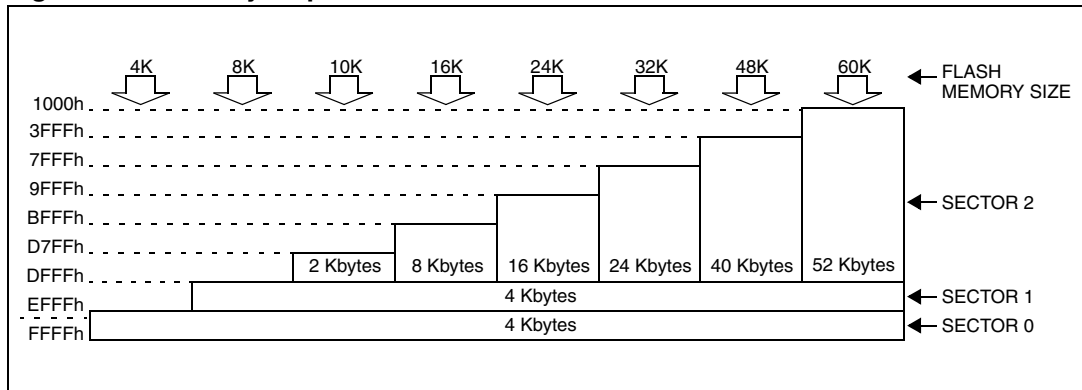 4K 8K 10K 16K 24K 32K 48K 60K FLASH
MEMORY SIZE
1000h
3FFFh
7FFFh
9FFFh
SECTOR 2
BFFFh
D7FFh
2 Kbytes 8 Kbytes 16 Kbytes 24 Kbytes 40 Kbytes 52 Kbytes
DFFFh
4 Kbytes SECTOR 1
EFFFh
4 Kbytes SECTOR 0
FFFFh